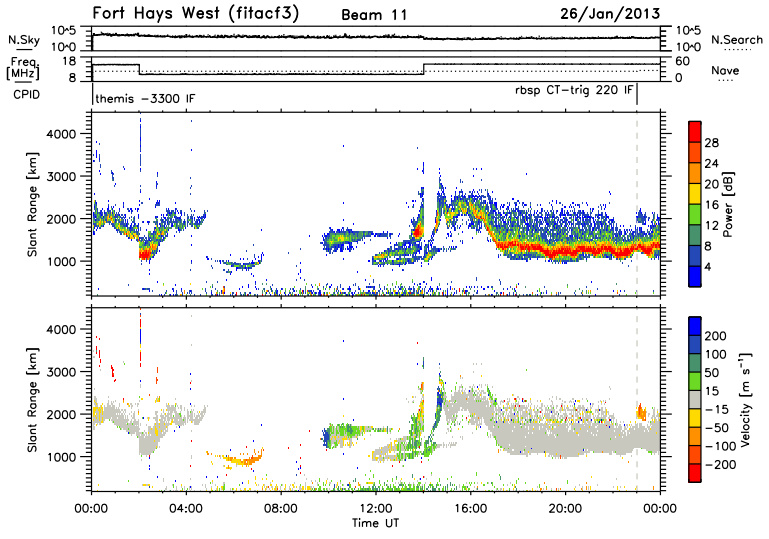 Fort Hays West (fitacf3) Beam 11 26/Jan/2013
N.Sky 10^5 10^0 10^5 10^0 N.Search
Freq. [MHz] 18 8 60 0 Nave
CPID themis -3300 IF rbsp CT-trig 220 IF
4000
3000
2000
1000
Slant Range [km]
28
24
20
16
12
8
4
Power [dB]
4000
3000
2000
1000
Slant Range [km]
200
100
50
15
-15
-50
-100
-200
Velocity [m s⁻¹]
00:00 04:00 08:00 12:00 16:00 20:00 00:00
Time UT